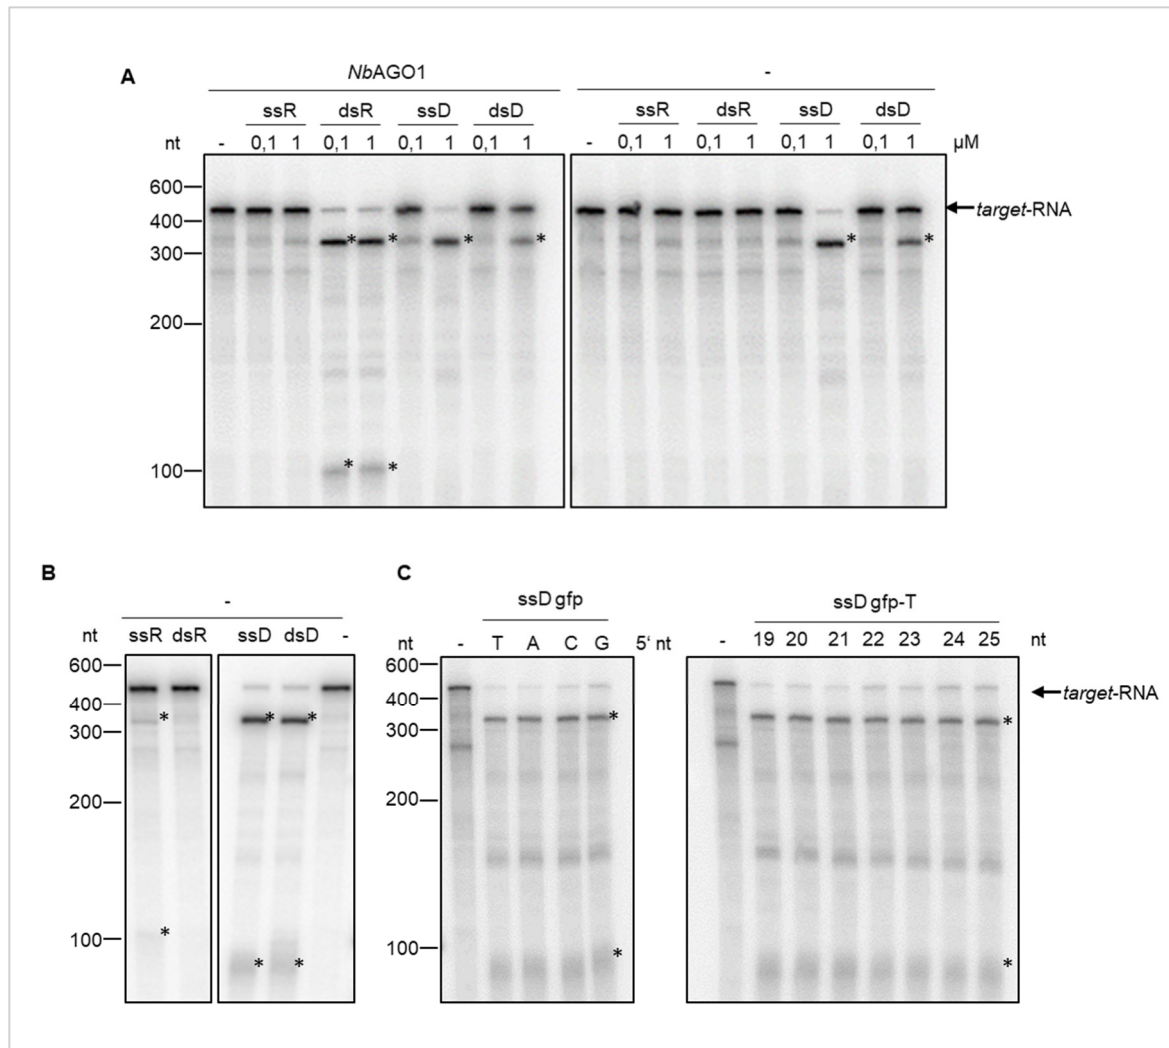 A
NbAGO1 -
ssR dsR ssD dsD ssR dsR ssD dsD
nt - 0,1 1 0,1 1 0,1 1 0,1 1 - 0,1 1 0,1 1 0,1 1 0,1 1 µM
600
400 target-RNA
* * * * * *
300
200
100 * *
B C
- ssD gfp ssD gfp-T
nt ssR dsR ssD dsD - nt - T A C G 5‘ nt - 19 20 21 22 23 24 25 nt
600 600
400 400 target-RNA
* * * * *
300 300
200 200
100 * 100 *
* * *